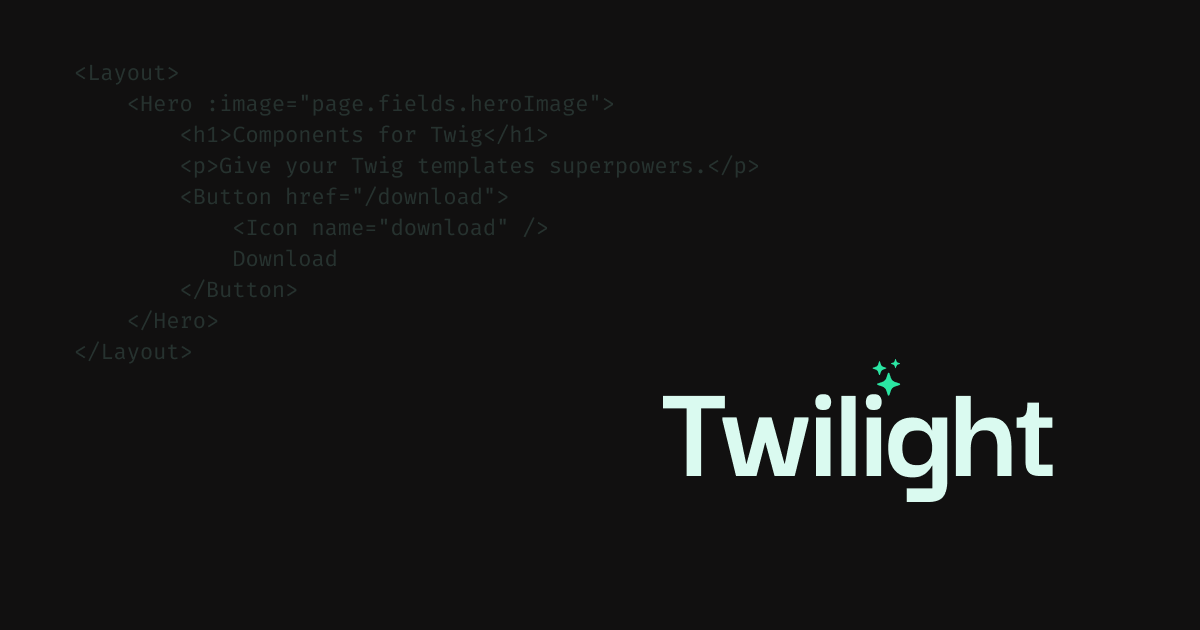 <Layout>
    <Hero :image="page.fields.heroImage">
        <h1>Components for Twig</h1>
        <p>Give your Twig templates superpowers.</p>
        <Button href="/download">
            <Icon name="download" />
            Download
        </Button>
    </Hero>
</Layout>
Twilight